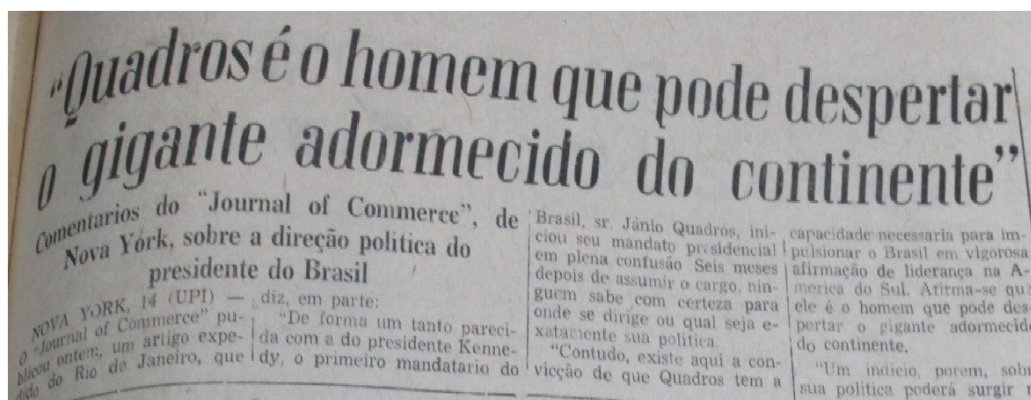 "Quadros é o homem que pode despertar
o gigante adormecido do continente"
Comentarios do "Journal of Commerce", de
Nova York, sobre a direção politica do
presidente do Brasil
NOVA YORK, 14 (UPI) —
o "Journal of Commerce" pu-
blicou ontem, um artigo expe-
dido do Rio de Janeiro, que
diz, em parte:
"De forma um tanto pareci-
da com a do presidente Kenne-
dy, o primeiro mandatario do
Brasil, sr. Jânio Quadros, ini-
ciou seu mandato presidencial
em plena confusão Seis meses
depois de assumir o cargo, nin-
guem sabe com certeza para
onde se dirige ou qual seja e-
xatamente sua politica.
"Contudo, existe aqui a con-
vicção de que Quadros tem a
capacidade necessaria para im-
pulsionar o Brasil em vigorosa
afirmação de liderança na A-
merica do Sul. Afirma-se que
ele é o homem que pode des-
pertar o gigante adormecido
do continente.
"Um indicio, porem, sobre
sua politica poderá surgir